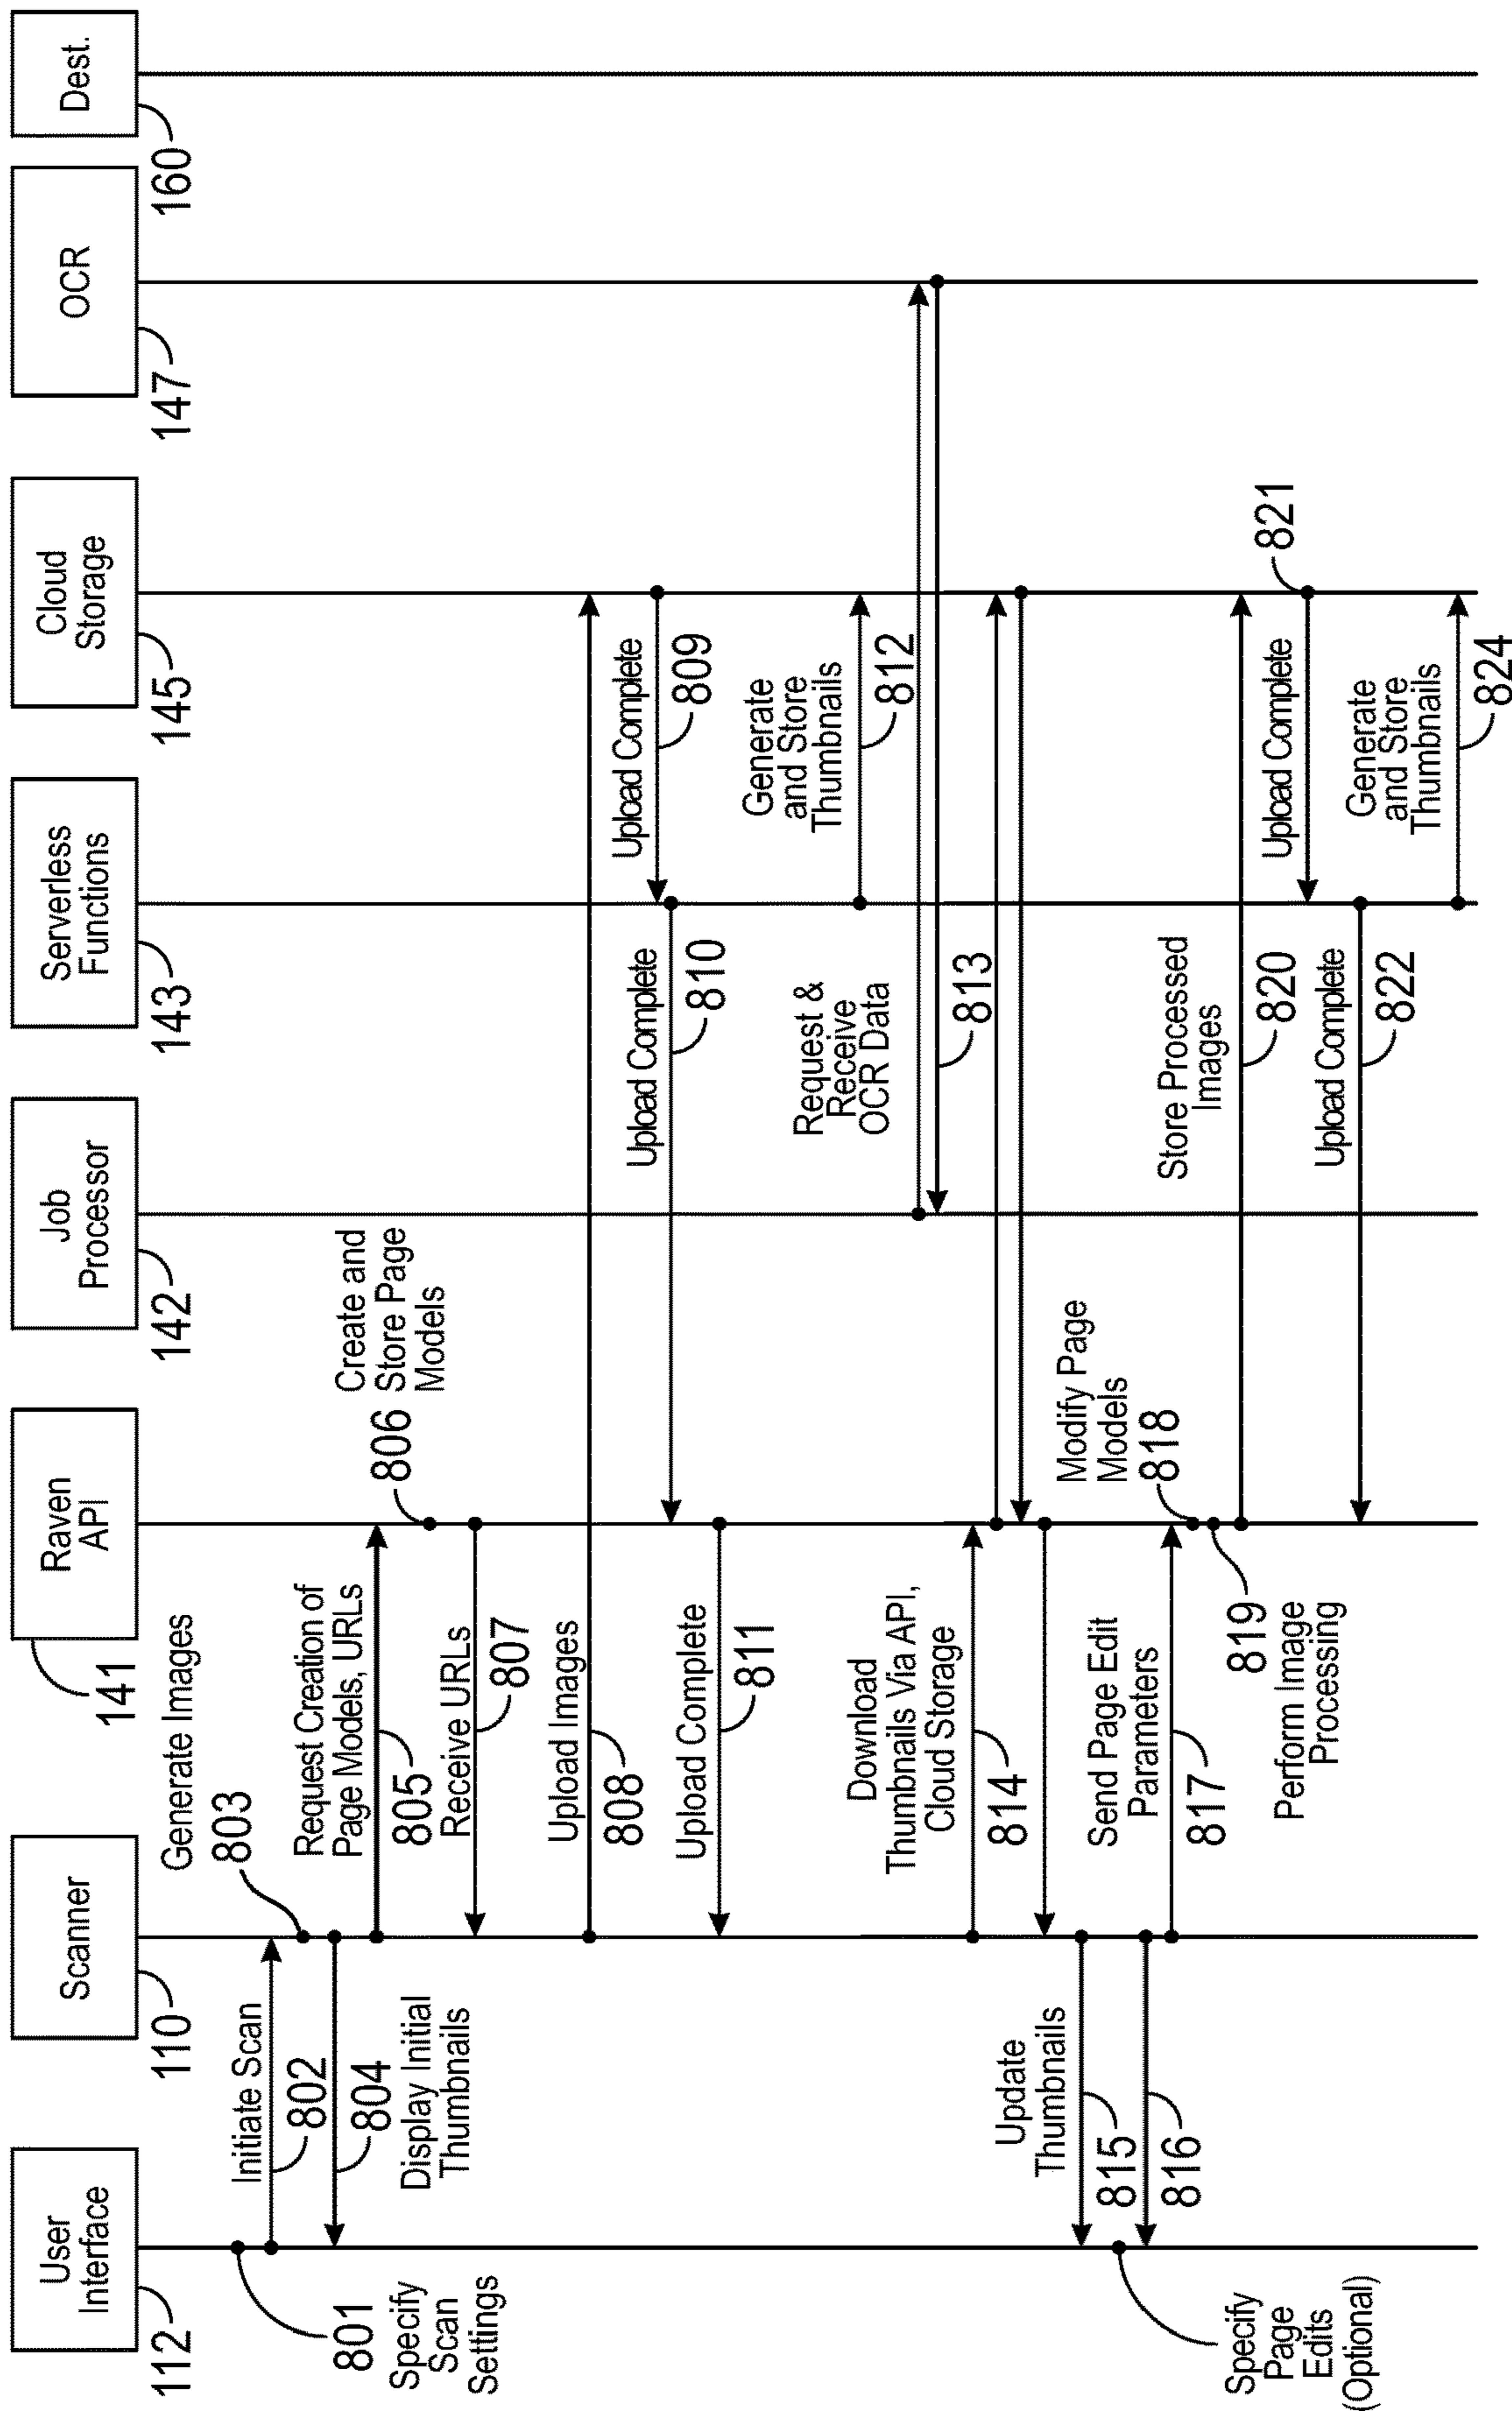 User
Interface
112
Scanner
110
Raven
API
141
Job
Processor
142
Serverless
Functions
143
Cloud
Storage
145
OCR
147
Dest.
160
801
Specify
Scan
Settings
Initiate Scan
802
Generate Images
803
804
Display Initial
Thumbnails
Request Creation of
Page Models, URLs
805
806
Create and
Store Page
Models
Receive URLs
807
Upload Images
808
Upload Complete
809
Upload Complete
810
Upload Complete
811
Generate
and Store
Thumbnails
812
Request &
Receive
OCR Data
813
Download
Thumbnails Via API,
Cloud Storage
814
Update
Thumbnails
815
816
Specify
Page
Edits
(Optional)
Send Page Edit
Parameters
817
Modify Page
Models
818
819
Perform Image
Processing
Store Processed
Images
820
821
Upload Complete
Upload Complete
822
Generate
and Store
Thumbnails
824